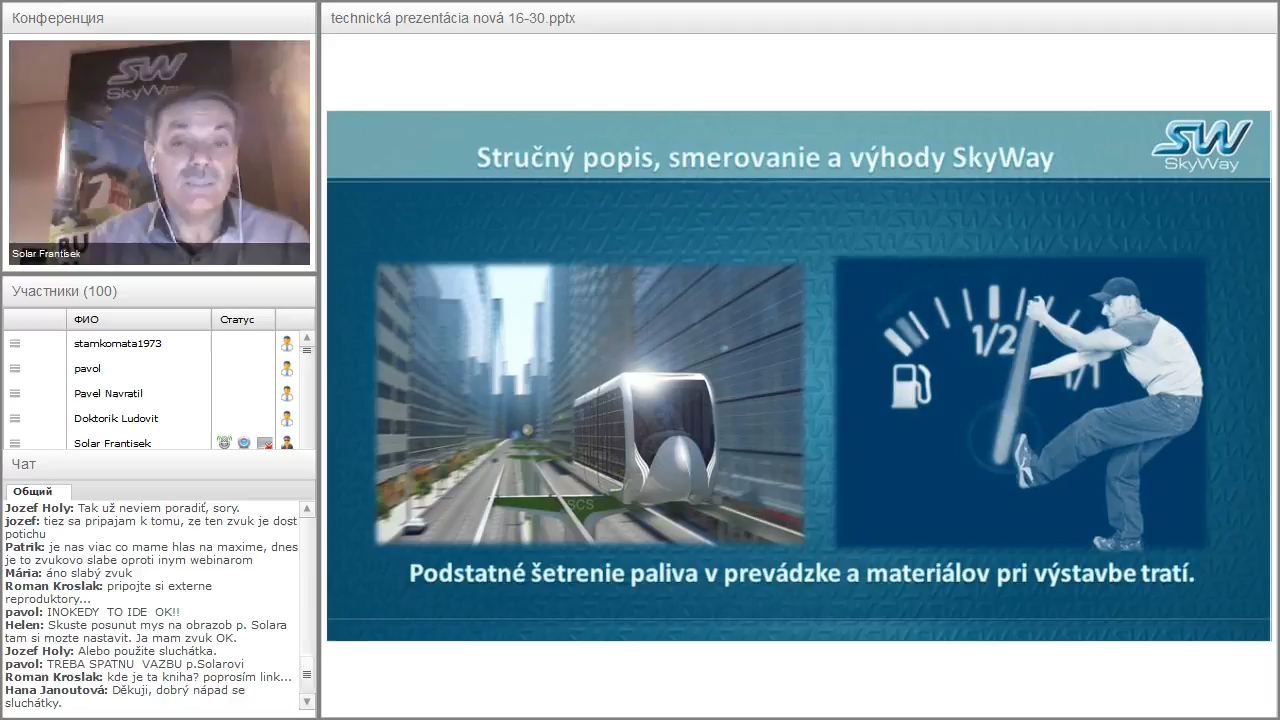 Конференция
SW
SkyWay
Solar Frantisek
Участники (100)
ФИО
Статус
stamkomata1973
pavol
Pavel Navratil
Doktorik Ludovit
Solar Frantisek
Чат
Общий
Jozef Holy: Tak už neviem poradiť, sory.
jozef: tiez sa pripajam k tomu, ze ten zvuk je dost
potichu
Patrik: je nas viac co mame hlas na maxime, dnes
je to zvukovo slabe oproti inym webinarom
Mária: áno slabý zvuk
Roman Kroslak: pripojte si externe
reproduktory...
pavol: INOKEDY TO IDE OK!!
Helen: Skuste posunut mys na obrazob p. Solara
tam si mozte nastavit. Ja mam zvuk OK.
Jozef Holy: Alebo použite sluchátka.
pavol: TREBA SPATNU VAZBU p.Solarovi
Roman Kroslak: kde je ta kniha? poprosím link...
Hana Janoutová: Děkuji, dobrý nápad se
sluchátky.
technická prezentácia nová 16-30.pptx
Stručný popis, smerovanie a výhody SkyWay
SW
SkyWay
SCS
1/2
1/1
Podstatné šetrenie paliva v prevádzke a materiálov pri výstavbe tratí.